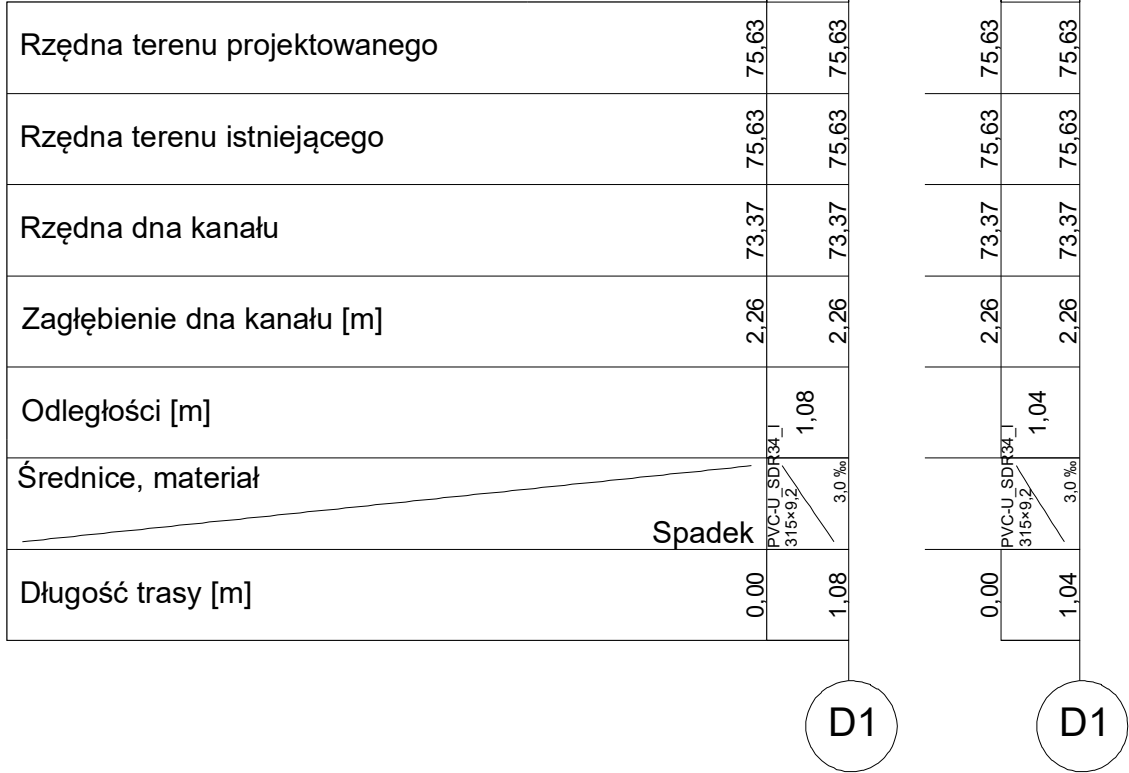 Rzędna terenu projektowanego 75,63 75,63 75,63 75,63
Rzędna terenu istniejącego 75,63 75,63 75,63 75,63
Rzędna dna kanału 73,37 73,37 73,37 73,37
Zagłębienie dna kanału [m] 2,26 2,26 2,26 2,26
Odległości [m] 1,08 1,04
Średnice, materiał
Spadek
PVC-U_SDR34_I
315×9,2
3,0 ‰
PVC-U_SDR34_I
315×9,2
3,0 ‰
Długość trasy [m] 0,00 1,08 0,00 1,04
D1 D1